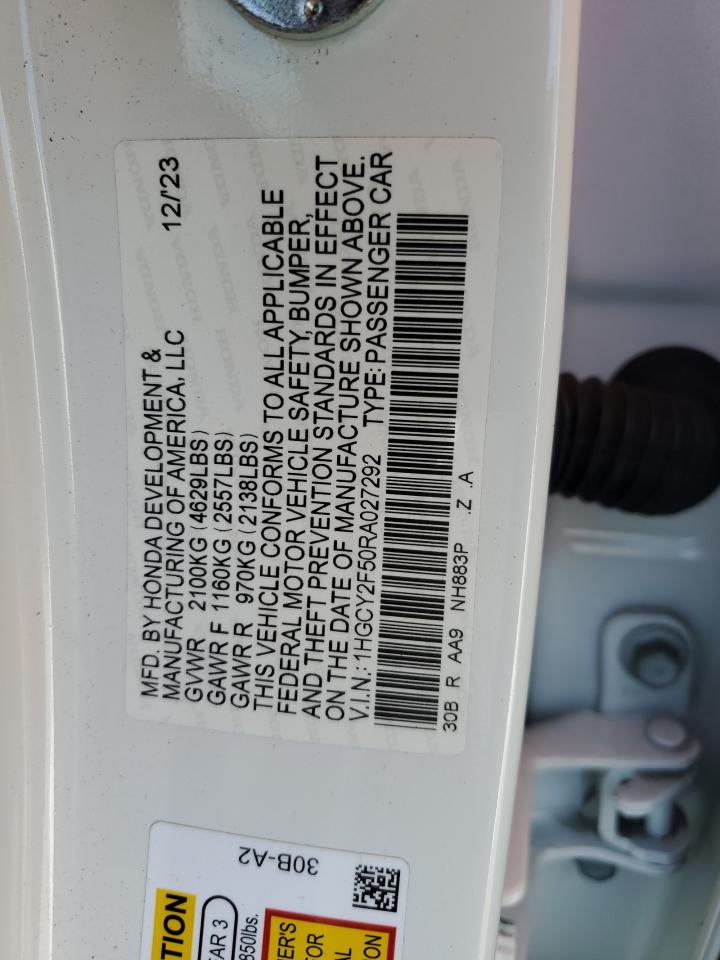 MFD. BY HONDA DEVELOPMENT & 12/'23
MANUFACTURING OF AMERICA, LLC
GVWR 2100KG (4629LBS)
GAWR F 1160KG (2557LBS)
GAWR R 970KG (2138LBS)
THIS VEHICLE CONFORMS TO ALL APPLICABLE
FEDERAL MOTOR VEHICLE SAFETY, BUMPER,
AND THEFT PREVENTION STANDARDS IN EFFECT
ON THE DATE OF MANUFACTURE SHOWN ABOVE.
V.I.N.: 1HGCY2F50RA027292 TYPE: PASSENGER CAR
30B R AA9 NH883P .Z .A
30B-A2
850lbs.